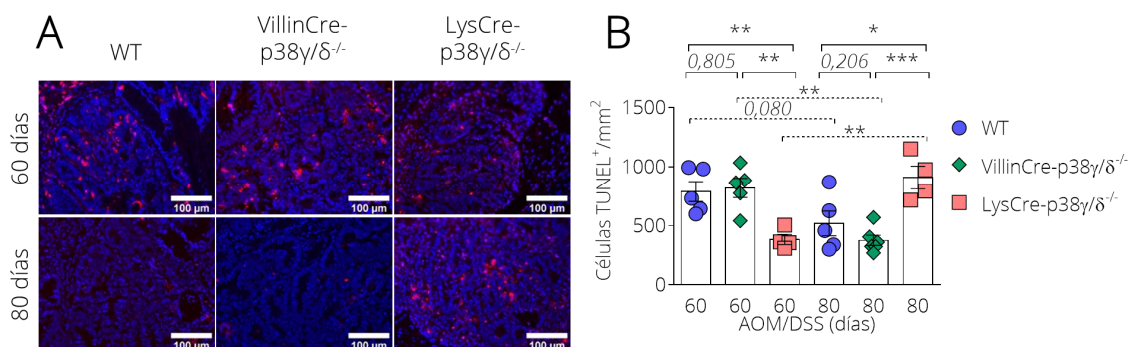 A
WT
VillinCre-
p38γ/δ-/-
LysCre-
p38γ/δ-/-
60 días
80 días
100 µm
100 µm
100 µm
100 µm
100 µm
100 µm
B
** *
0,805 ** 0,206 ***
**
0,080
**
Células TUNEL+/mm2
1500
1000
500
0
60 60 60 80 80 80
AOM/DSS (días)
WT
VillinCre-p38γ/δ-/-
LysCre-p38γ/δ-/-